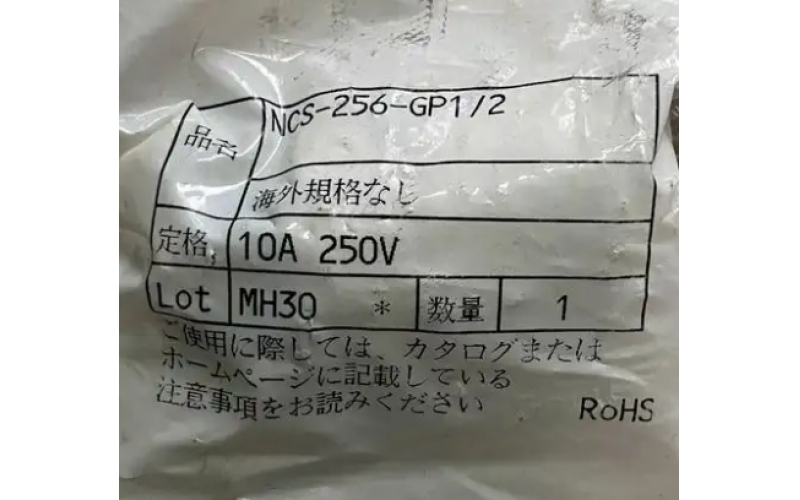 品名 NCS-256-GP1/2
海外規格なし
定格 10A 250V
Lot MH30 * 数量 1
ご使用に際しては、カタログまたは
ホームページに記載している
注意事項をお読みください
RoHS